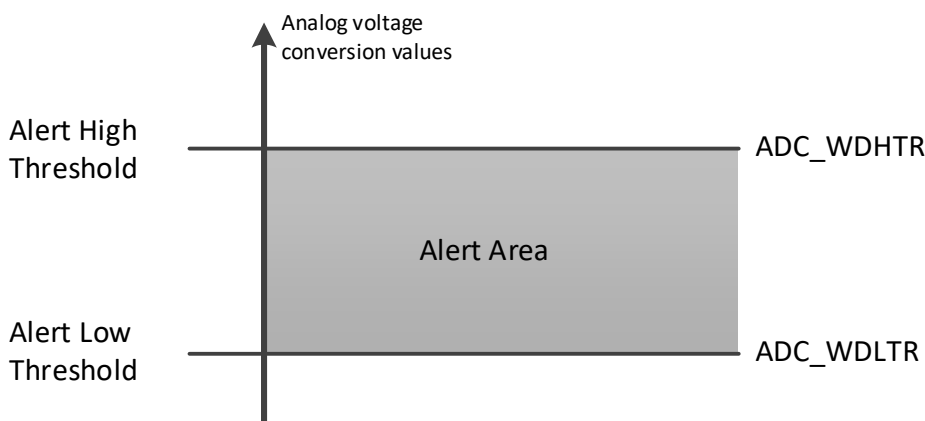 Analog voltage
conversion values
Alert High
Threshold
ADC_WDHTR
Alert Area
Alert Low
Threshold
ADC_WDLTR